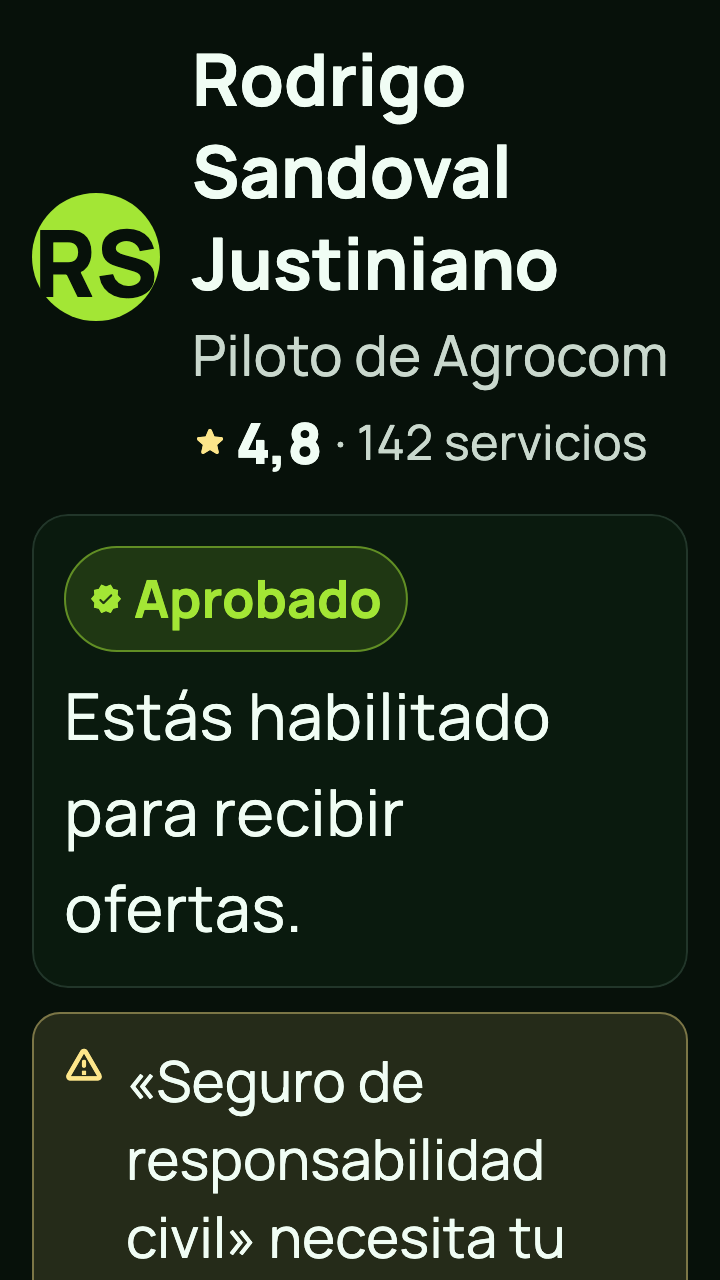 Rodrigo
Sandoval
Justiniano
RS
Piloto de Agrocom
4,8 · 142 servicios
Aprobado
Estás habilitado
para recibir
ofertas.
«Seguro de
responsabilidad
civil» necesita tu